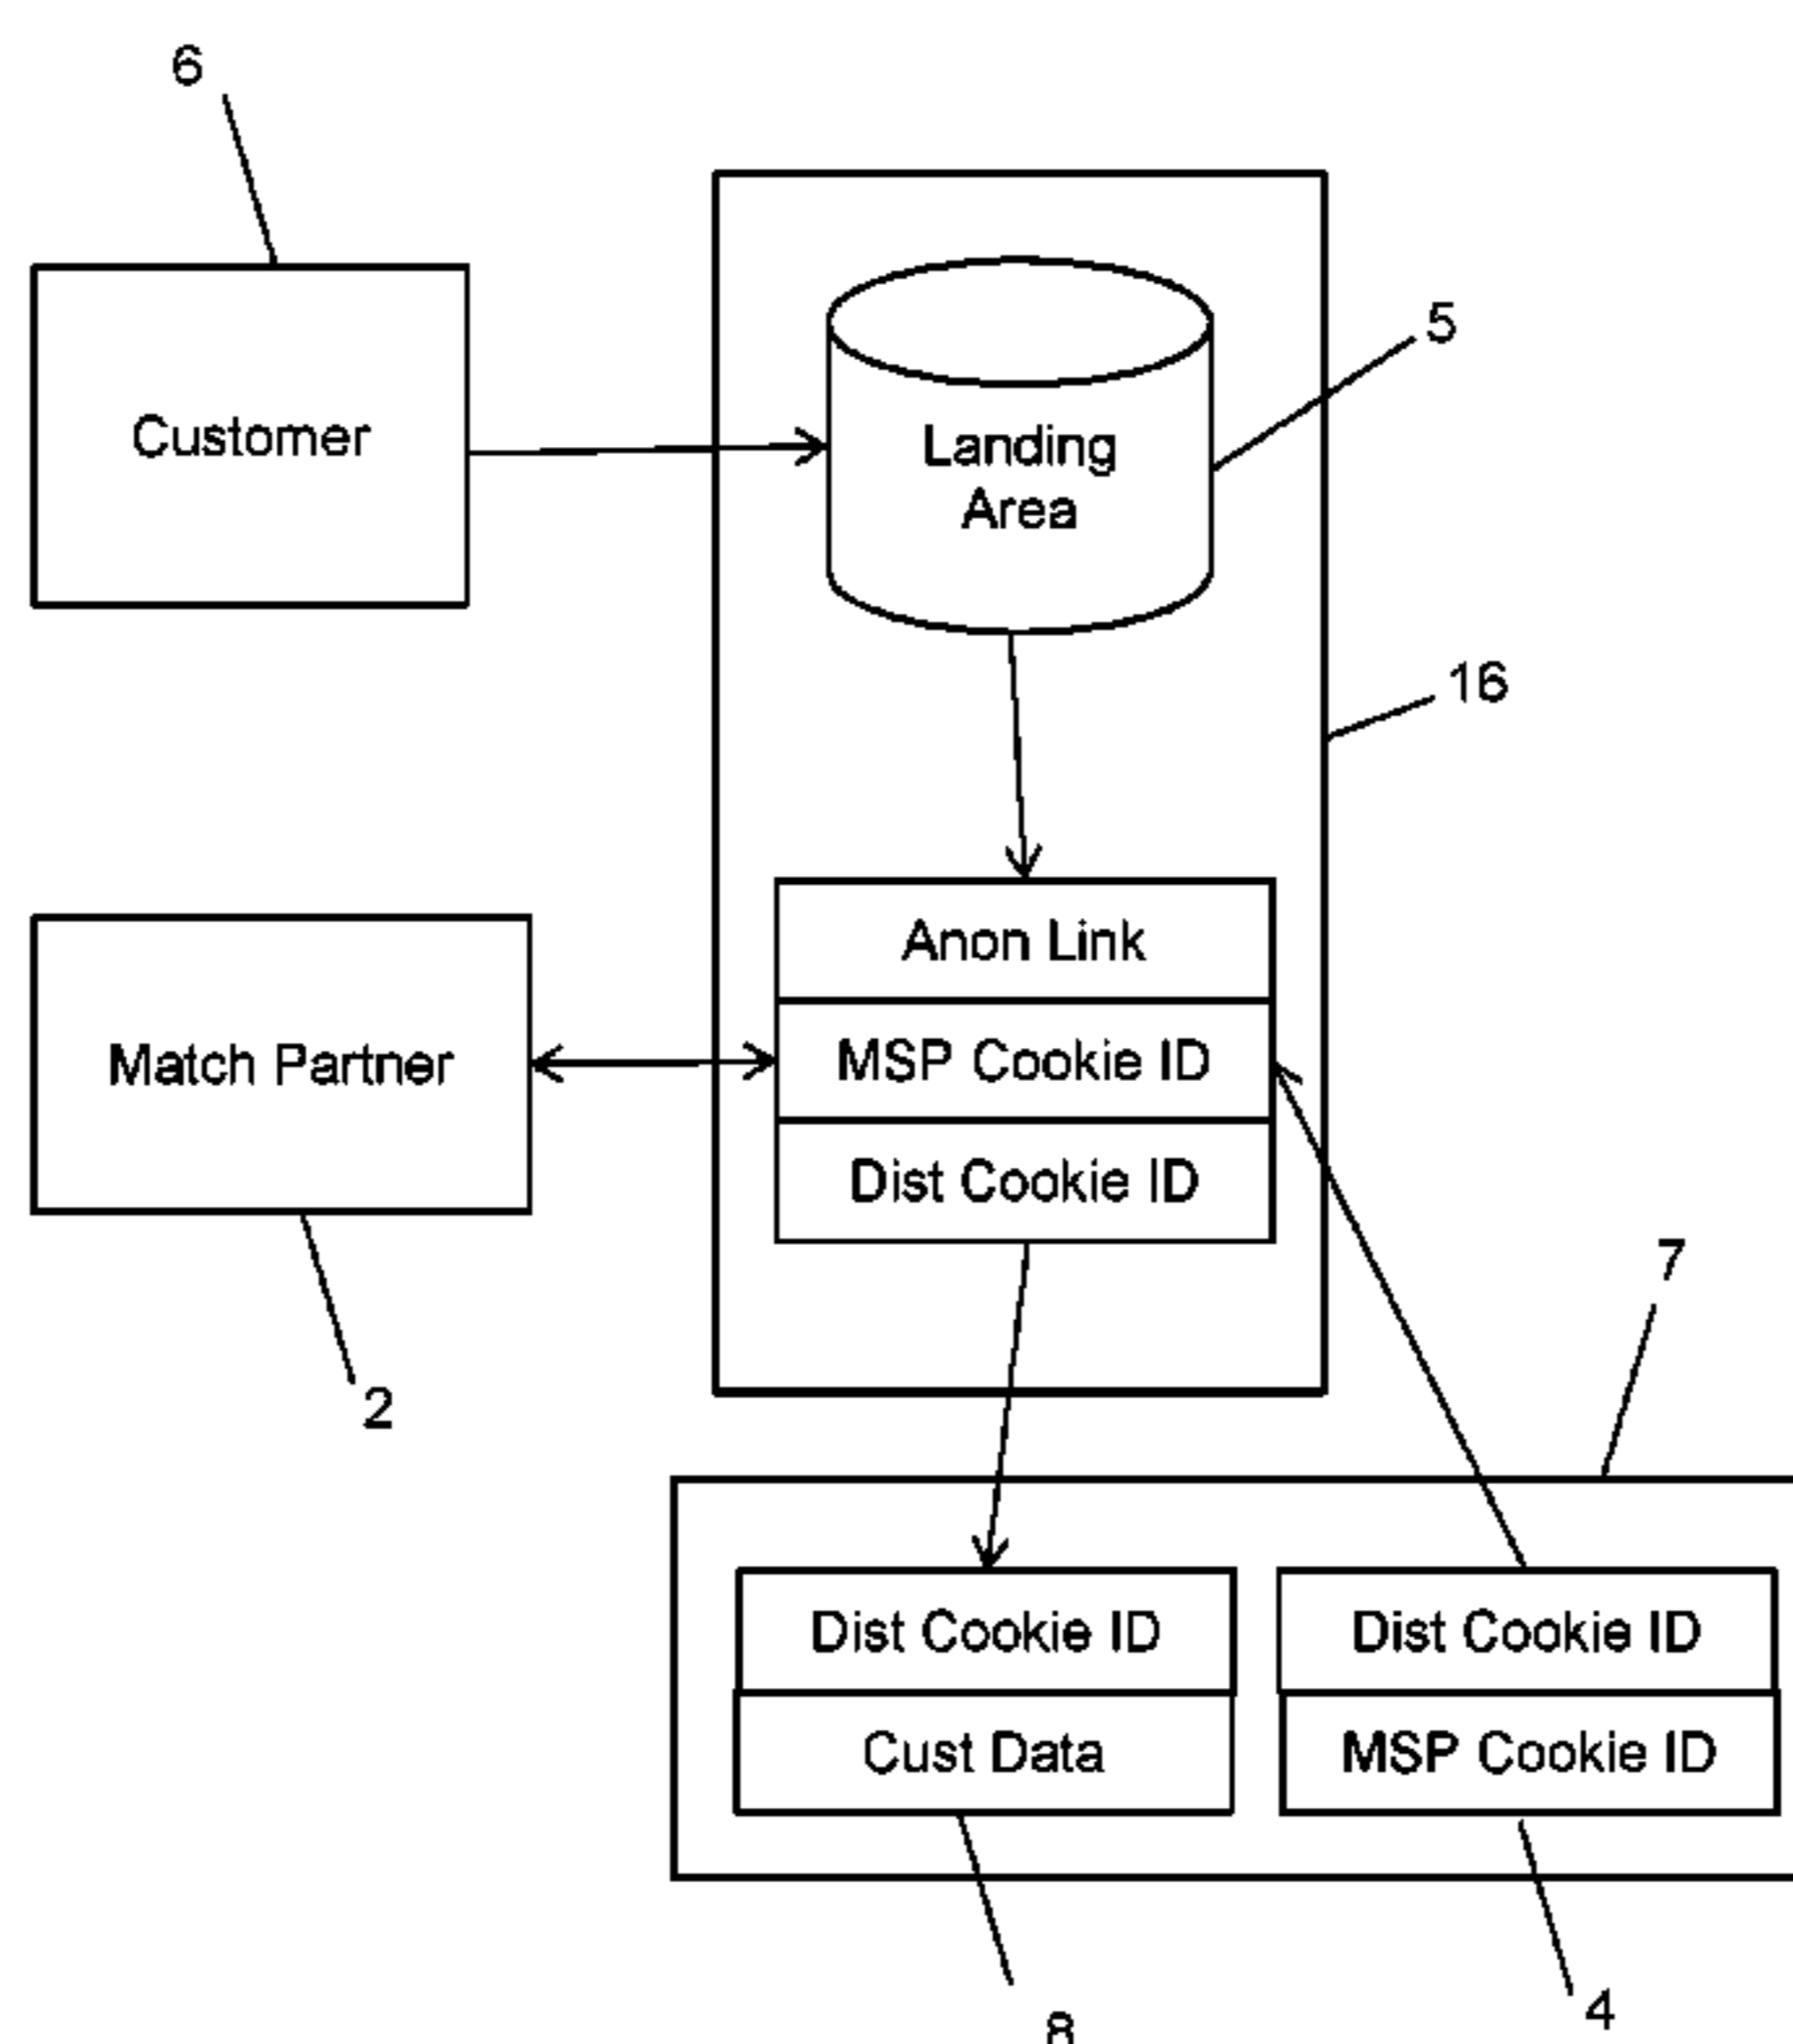 6
5
Customer
Landing
Area
16
Anon Link
Match Partner
MSP Cookie ID
Dist Cookie ID
7
2
Dist Cookie ID
Dist Cookie ID
Cust Data
MSP Cookie ID
8
4